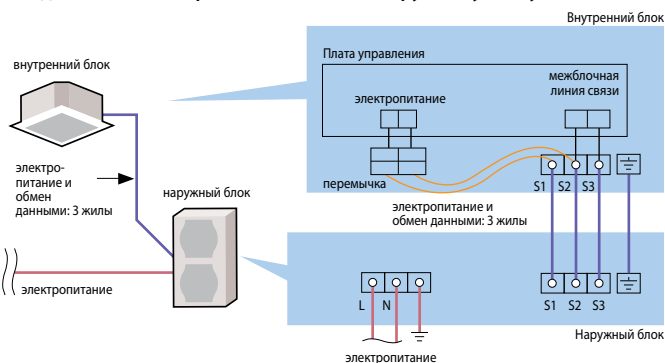 Внутренний блок
Плата управления
внутренний блок
межблочная
линия связи
электропитание
электро-
питание и
обмен
данными: 3 жилы
наружный блок
перемычка
S1 S2 S3
электропитание и
обмен данными: 3 жилы
электропитание
L N
S1 S2 S3
Наружный блок
электропитание